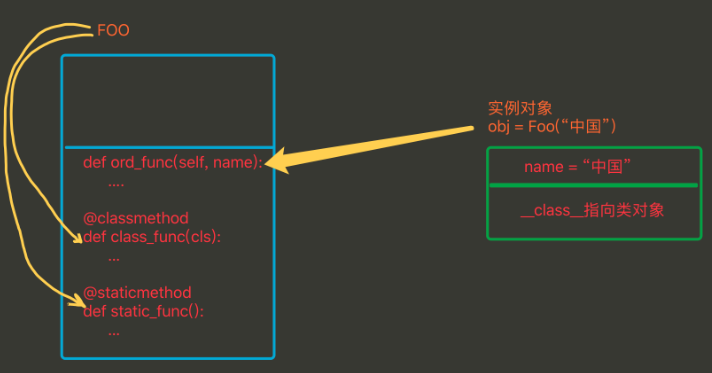 FOO
def ord_func(self, name):
....
@classmethod
def class_func(cls):
...
@staticmethod
def static_func():
...
实例对象
obj = Foo(“中国”)
name = “中国”
__class__指向类对象